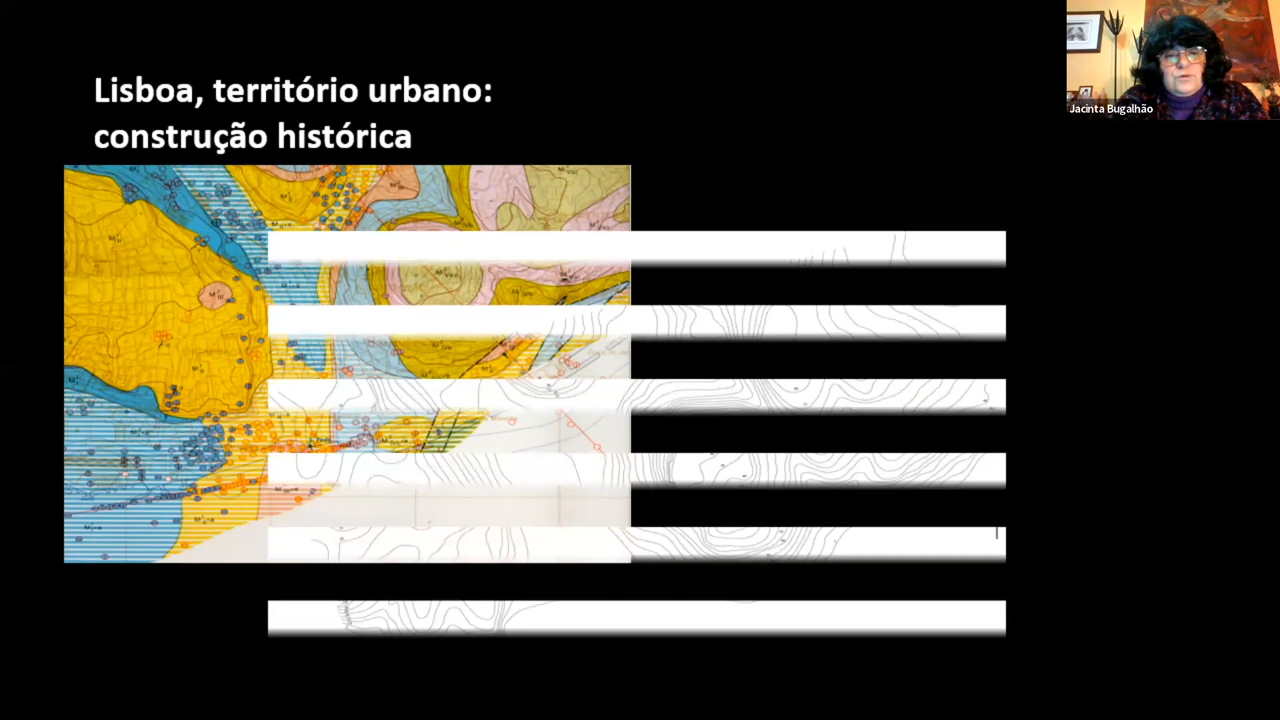 Lisboa, território urbano:
construção histórica
Jacinta Bugalhão